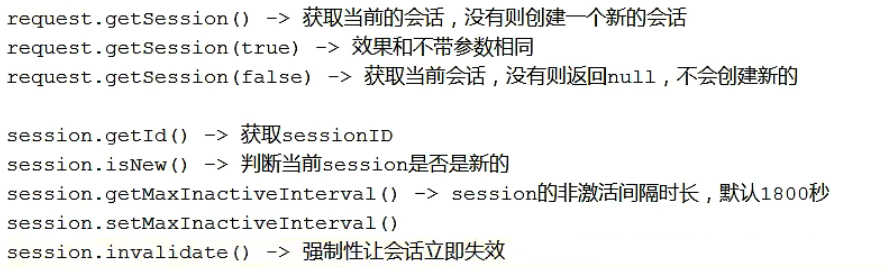 request.getSession() -> 获取当前的会话，没有则创建一个新的会话
request.getSession(true) -> 效果和不带参数相同
request.getSession(false) -> 获取当前会话，没有则返回null，不会创建新的
session.getId() -> 获取sessionID
session.isNew() -> 判断当前session是否是新的
session.getMaxInactiveInterval() -> session的非激活间隔时长，默认1800秒
session.setMaxInactiveInterval()
session.invalidate() -> 强制性让会话立即失效